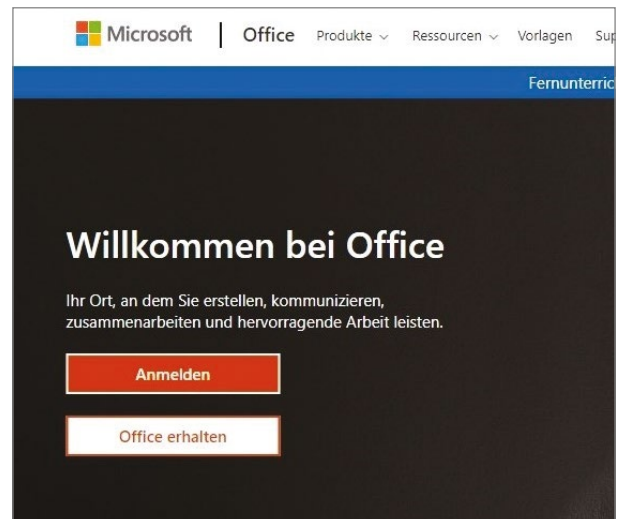 Microsoft | Office Produkte Ressourcen Vorlagen
Willkommen bei Office
Ihr Ort, an dem Sie erstellen, kommunizieren,
zusammenarbeiten und hervorragende Arbeit leisten.
Anmelden
Office erhalten